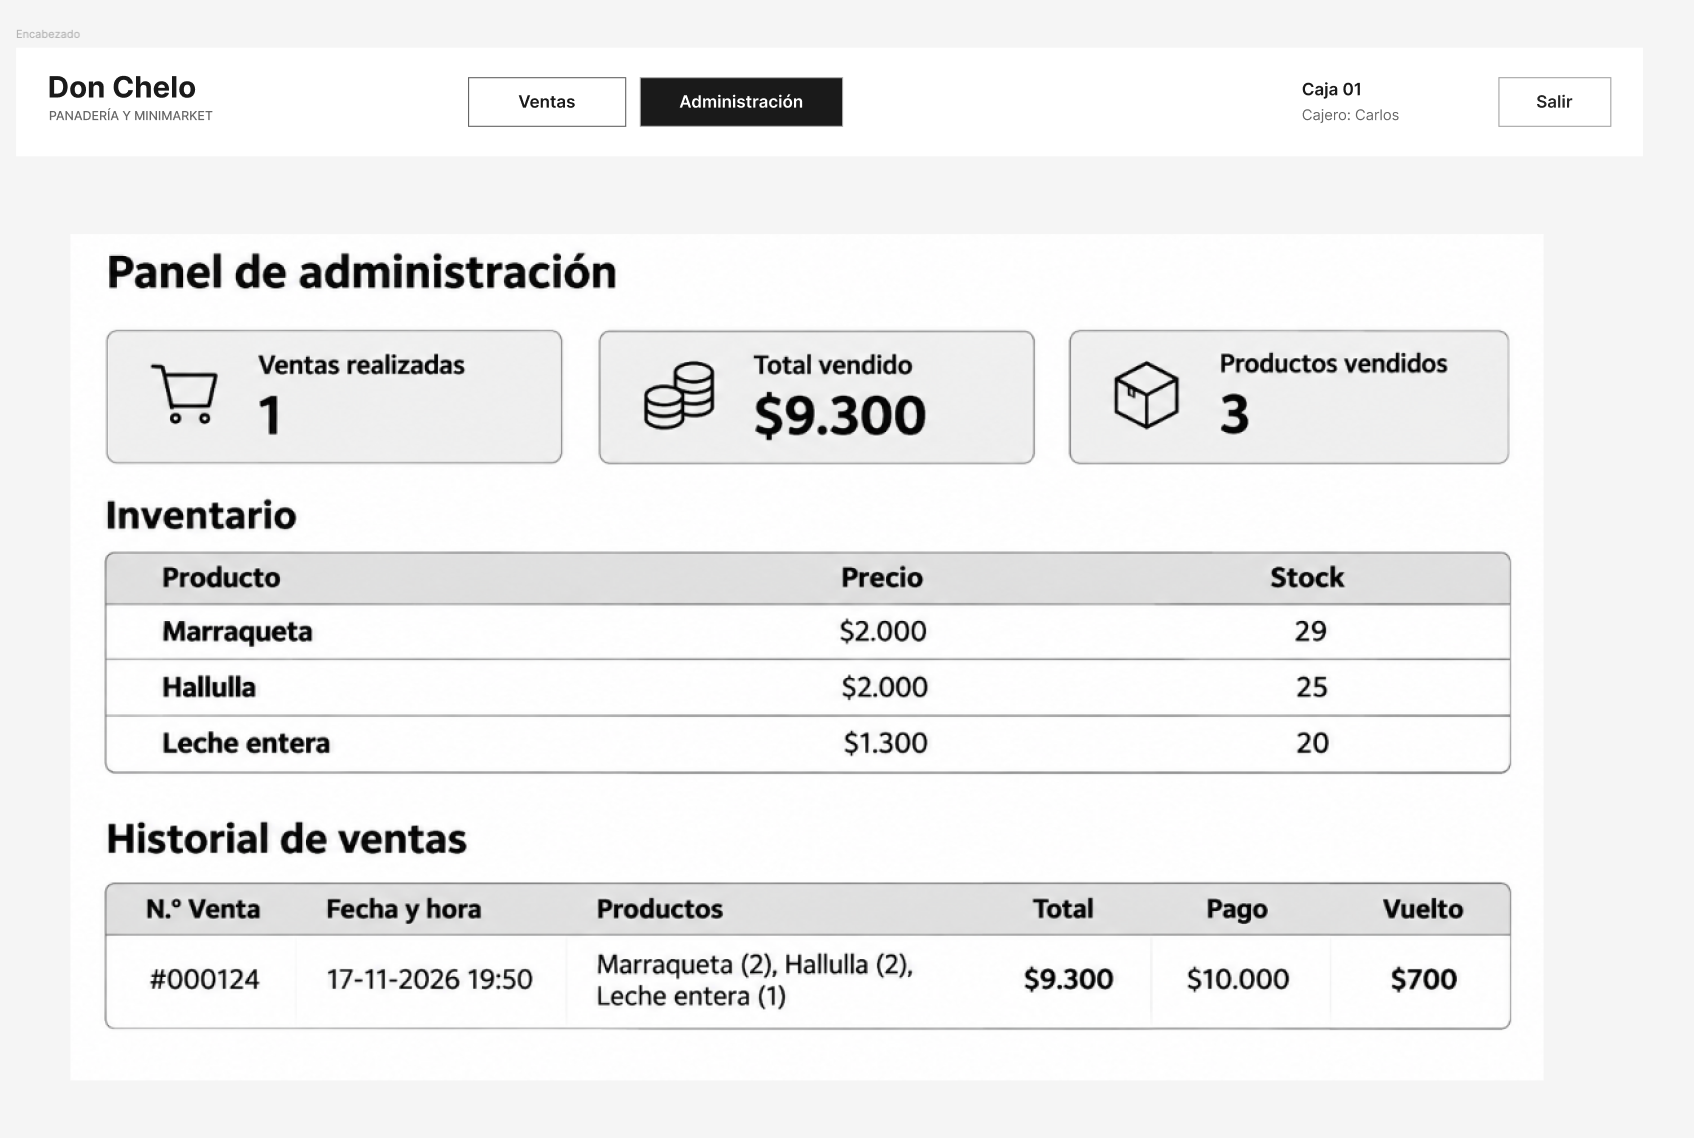 Encabezado
Don Chelo
PANADERÍA Y MINIMARKET
Ventas
Administración
Caja 01
Cajero: Carlos
Salir
Panel de administración
Ventas realizadas
1
Total vendido
$9.300
Productos vendidos
3
Inventario
Producto Precio Stock
Marraqueta $2.000 29
Hallulla $2.000 25
Leche entera $1.300 20
Historial de ventas
N.º Venta Fecha y hora Productos Total Pago Vuelto
#000124 17-11-2026 19:50 Marraqueta (2), Hallulla (2), $9.300 $10.000 $700
Leche entera (1)